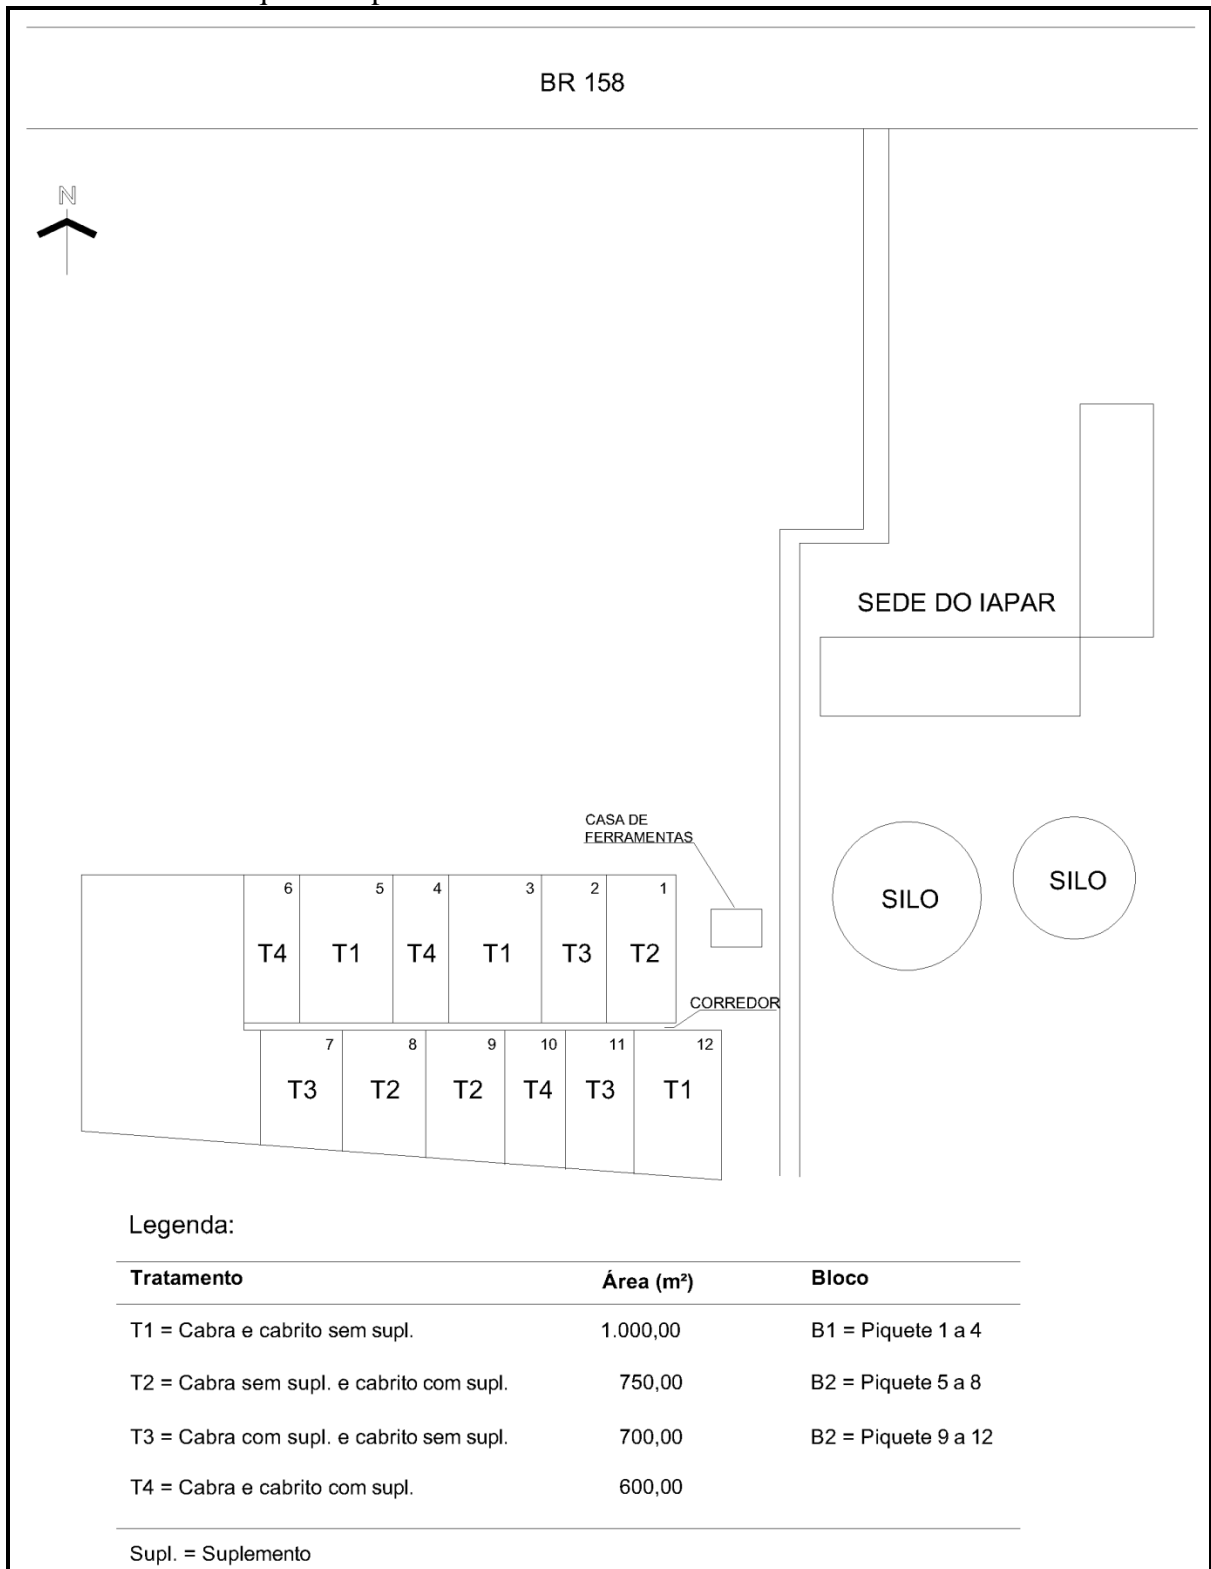 BR 158
N
SEDE DO IAPAR
CASA DE
FERRAMENTAS
SILO
SILO
6 5 4 3 2 1
T4 T1 T4 T1 T3 T2
CORREDOR
7 8 9 10 11 12
T3 T2 T2 T4 T3 T1
Legenda:
Tratamento Área (m²) Bloco
T1 = Cabra e cabrito sem supl. 1.000,00 B1 = Piquete 1 a 4
T2 = Cabra sem supl. e cabrito com supl. 750,00 B2 = Piquete 5 a 8
T3 = Cabra com supl. e cabrito sem supl. 700,00 B2 = Piquete 9 a 12
T4 = Cabra e cabrito com supl. 600,00
Supl. = Suplemento